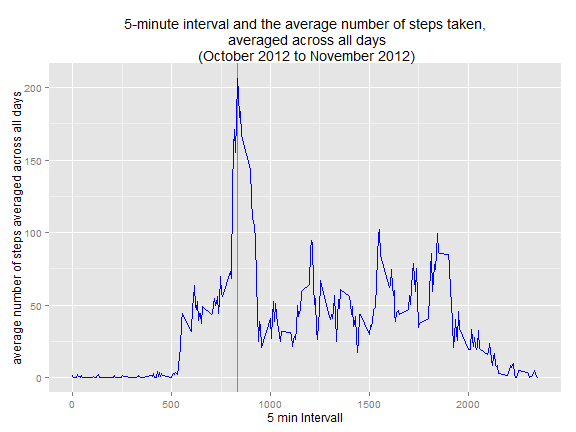 5-minute interval and the average number of steps taken,
averaged across all days
(October 2012 to November 2012)
average number of steps averaged across all days
200
150
100
50
0
0 500 1000 1500 2000
5 min Intervall